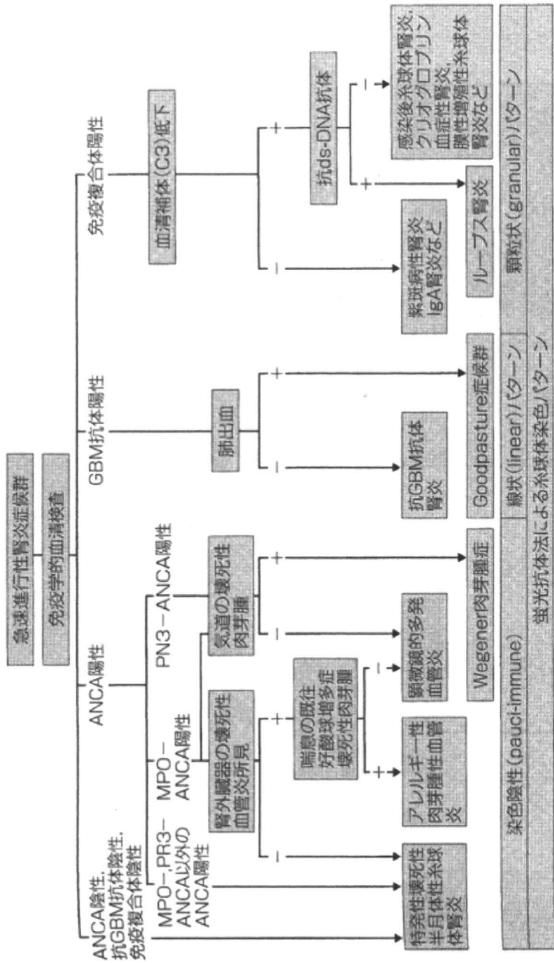 急速進行性腎炎症候群
免疫学的血清検査
ANCA陰性,
抗GBM抗体陰性,
免疫複合体陰性
ANCA陽性
GBM抗体陽性
免疫複合体陽性
MPO-,PR3-
ANCA以外の
ANCA陽性
MPO-
ANCA陽性
PN3-ANCA陽性
肺出血
血清補体(C3)低下
腎外臓器の壊死性
血管炎所見
気道の壊死性
肉芽腫
-
+
-
+
-
+
-
+
喘息の既往
好酸球増多症
壊死性肉芽腫
抗ds-DNA抗体
+
-
+
-
特発性壊死性
半月体性糸球
体腎炎
アレルギー性
肉芽腫性血管
炎
顕微鏡的多発
血管炎
Wegener肉芽腫症
抗GBM抗体
腎炎
Goodpasture症候群
紫斑病性腎炎
IgA腎炎など
ループス腎炎
感染後糸球体腎炎,
クリオグロブリン
血症性腎炎,
膜性増殖性糸球体
腎炎など
染色陰性(pauci-immune)
線状(linear)パターン
顆粒状(granular)パターン
蛍光抗体法による糸球体染色パターン